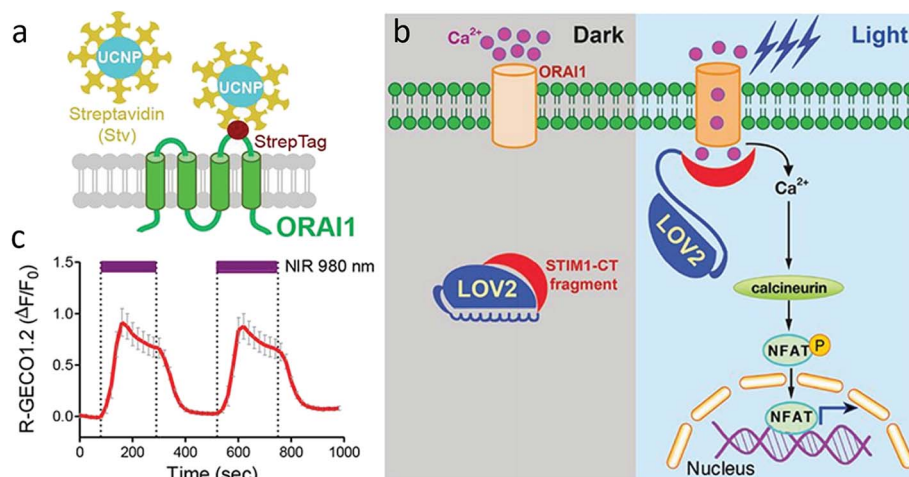 a
UCNP
UCNP
Streptavidin
(Stv)
StrepTag
ORAI1
b
Dark
Light
Ca²⁺
ORAI1
LOV2
STIM1-CT
fragment
LOV2
Ca²⁺
calcineurin
NFAT P
NFAT
Nucleus
c
NIR 980 nm
R-GECO1.2 (ΔF/F₀)
1.5
1.0
0.5
0.0
0 200 400 600 800 1000
Time (sec)